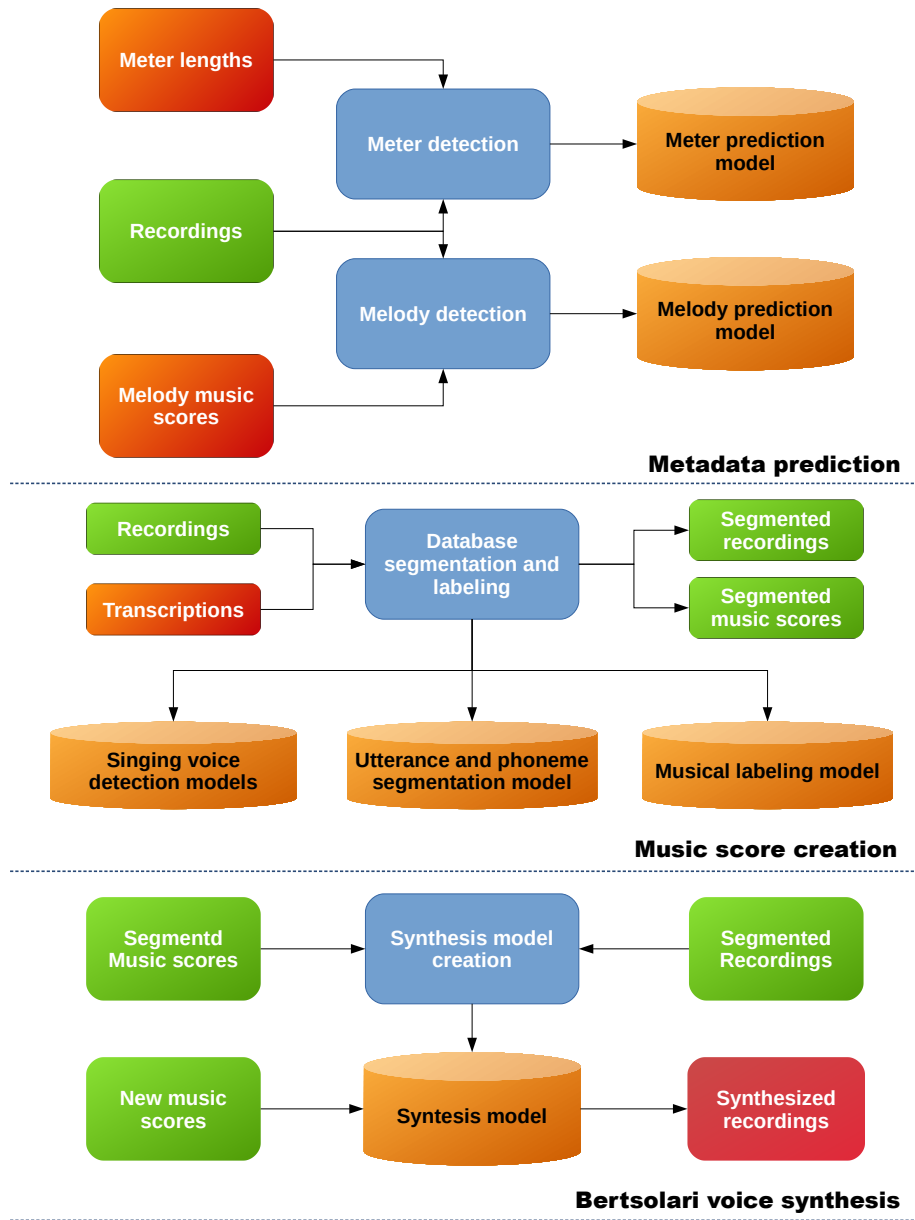 Meter lengths
Meter detection
Meter prediction
model
Recordings
Melody detection
Melody prediction
model
Melody music
scores
Metadata prediction
Recordings
Transcriptions
Database
segmentation and
labeling
Segmented
recordings
Segmented
music scores
Singing voice
detection models
Utterance and phoneme
segmentation model
Musical labeling model
Music score creation
Segmentd
Music scores
Synthesis model
creation
Segmented
Recordings
New music
scores
Syntesis model
Synthesized
recordings
Bertsolari voice synthesis